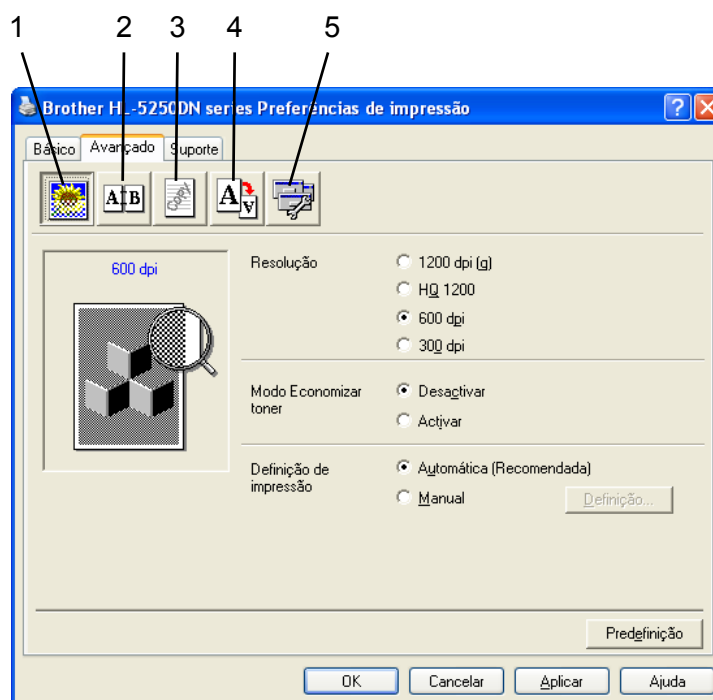 1 2 3 4 5
Brother HL-5250DN series Preferências de impressão
Básico Avançado Suporte
A B COPY A A
600 dpi
Resolução
1200 dpi (g)
HQ 1200
600 dpi
300 dpi
Modo Economizar toner
Desactivar
Activar
Definição de impressão
Automática (Recomendada)
Manual
Definição...
Predefinição
OK Cancelar Aplicar Ajuda